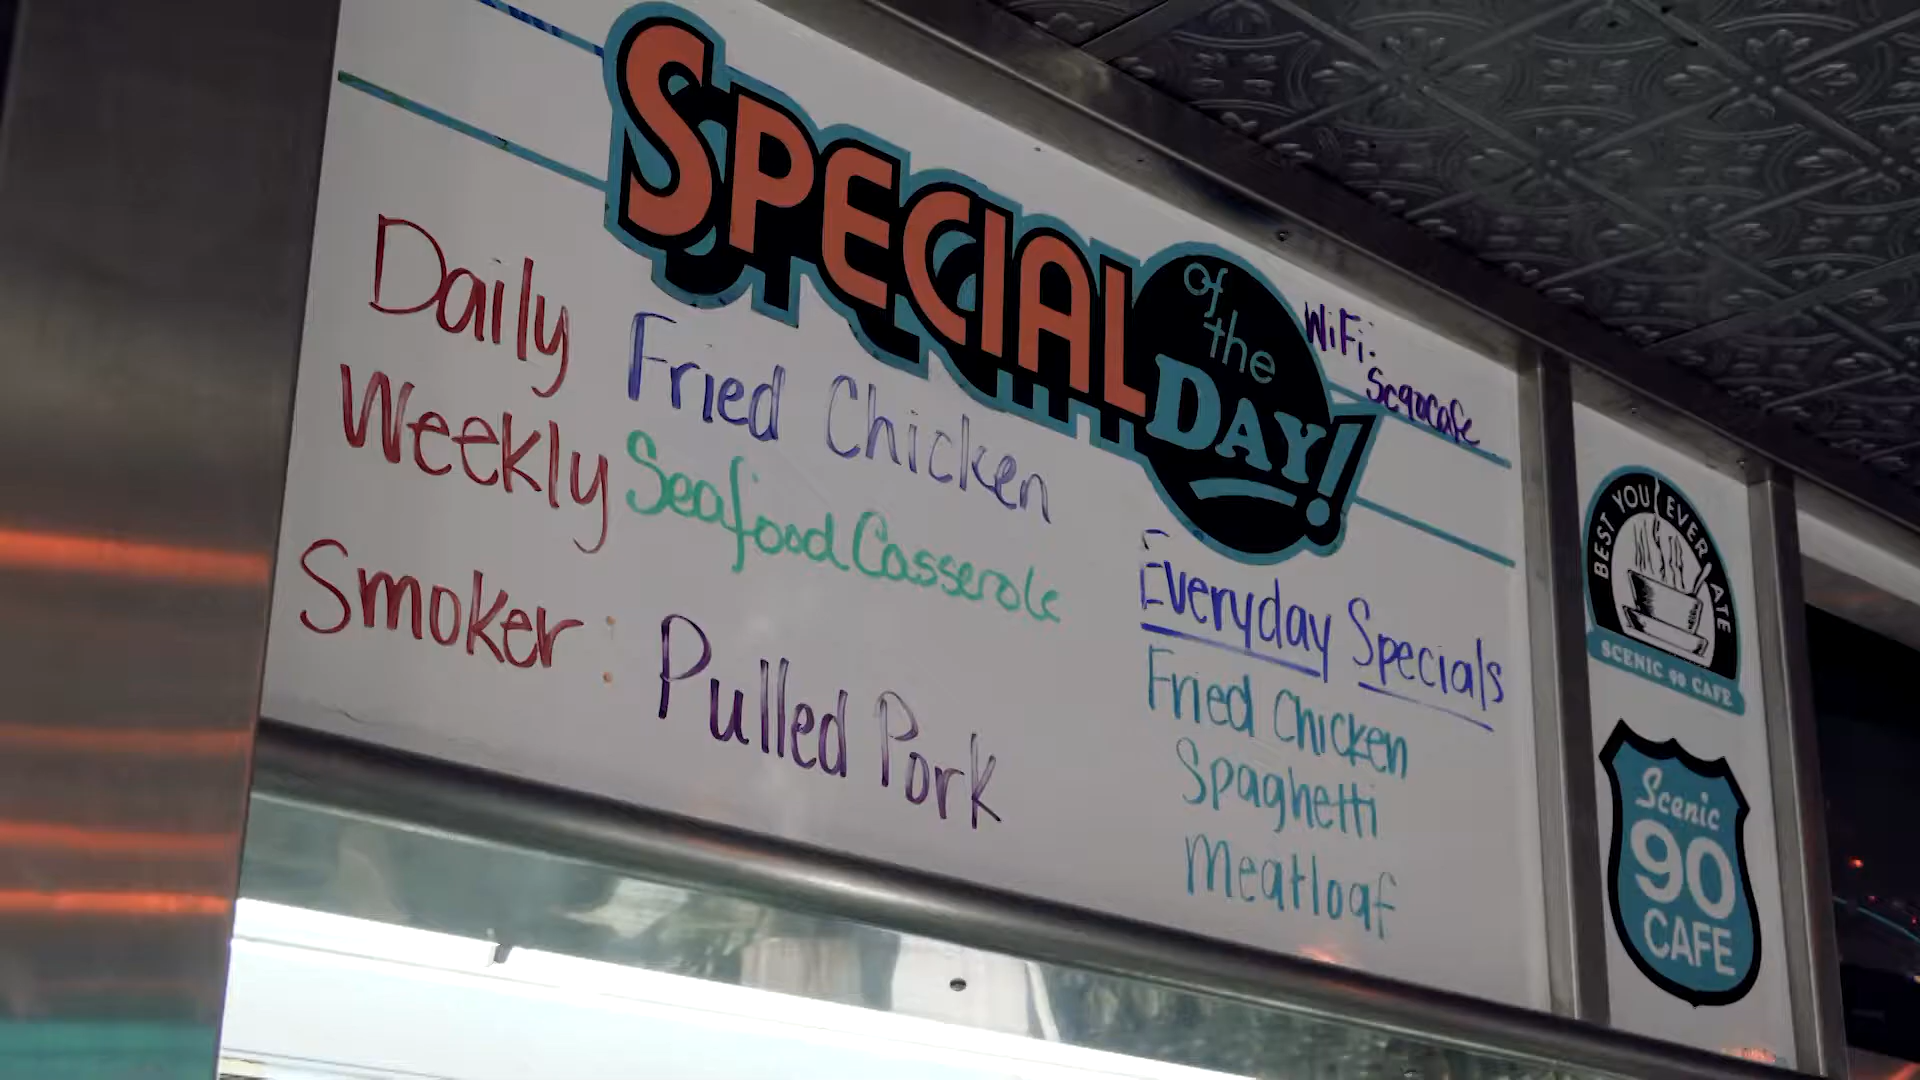 SPECIAL
of
the
DAY!
WiFi:
Sc90cafe
Daily Fried Chicken
Weekly Seafood Casserole
Smoker: Pulled Pork
Everyday Specials
Fried Chicken
Spaghetti
Meatloaf
BEST YOU EVER ATE
SCENIC 90 CAFE
Scenic
90
CAFE